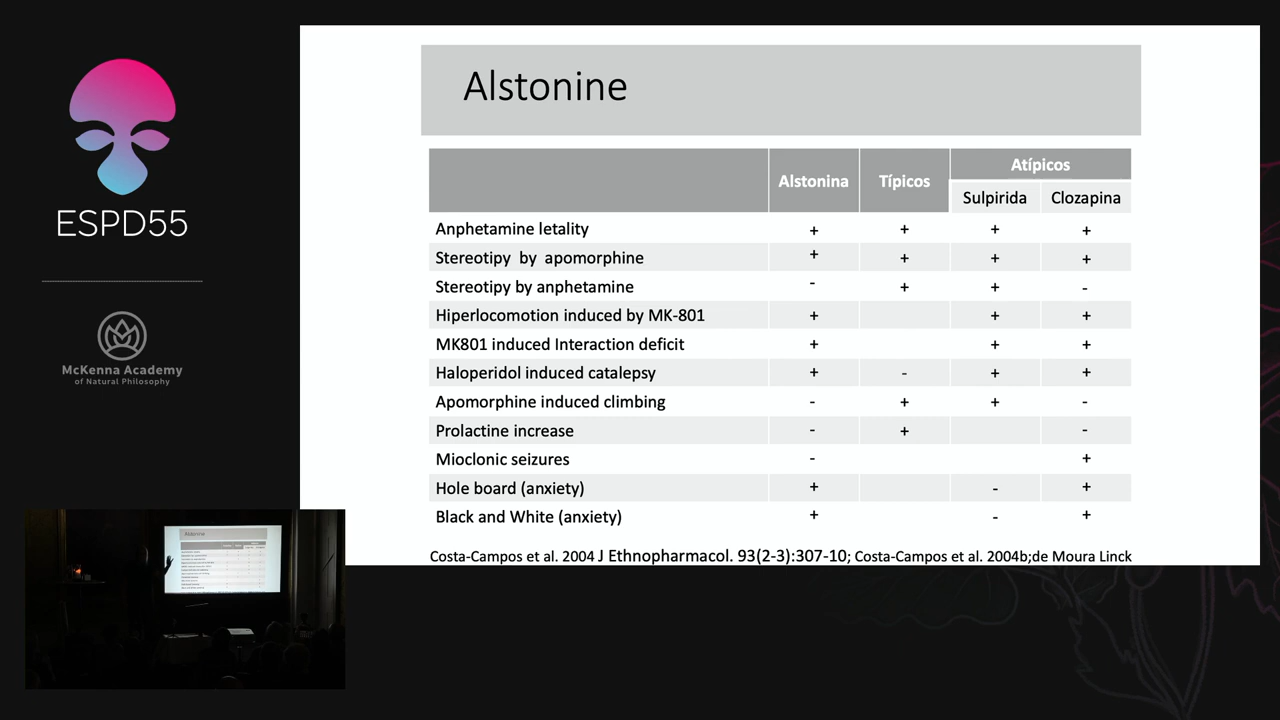 ESPD55
McKenna Academy
of Natural Philosophy
Alstonine
Alstonina Típicos Atípicos
Sulpirida Clozapina
Anphetamine letality + + + +
Stereotipy by apomorphine + + + +
Stereotipy by anphetamine - + + -
Hiperlocomotion induced by MK-801 + + +
MK801 induced Interaction deficit + + +
Haloperidol induced catalepsy + - + +
Apomorphine induced climbing - + + -
Prolactine increase - + -
Mioclonic seizures - +
Hole board (anxiety) + - +
Black and White (anxiety) + - +
Costa-Campos et al. 2004 J Ethnopharmacol. 93(2-3):307-10; Costa-Campos et al. 2004b;de Moura Linck
Alstonine